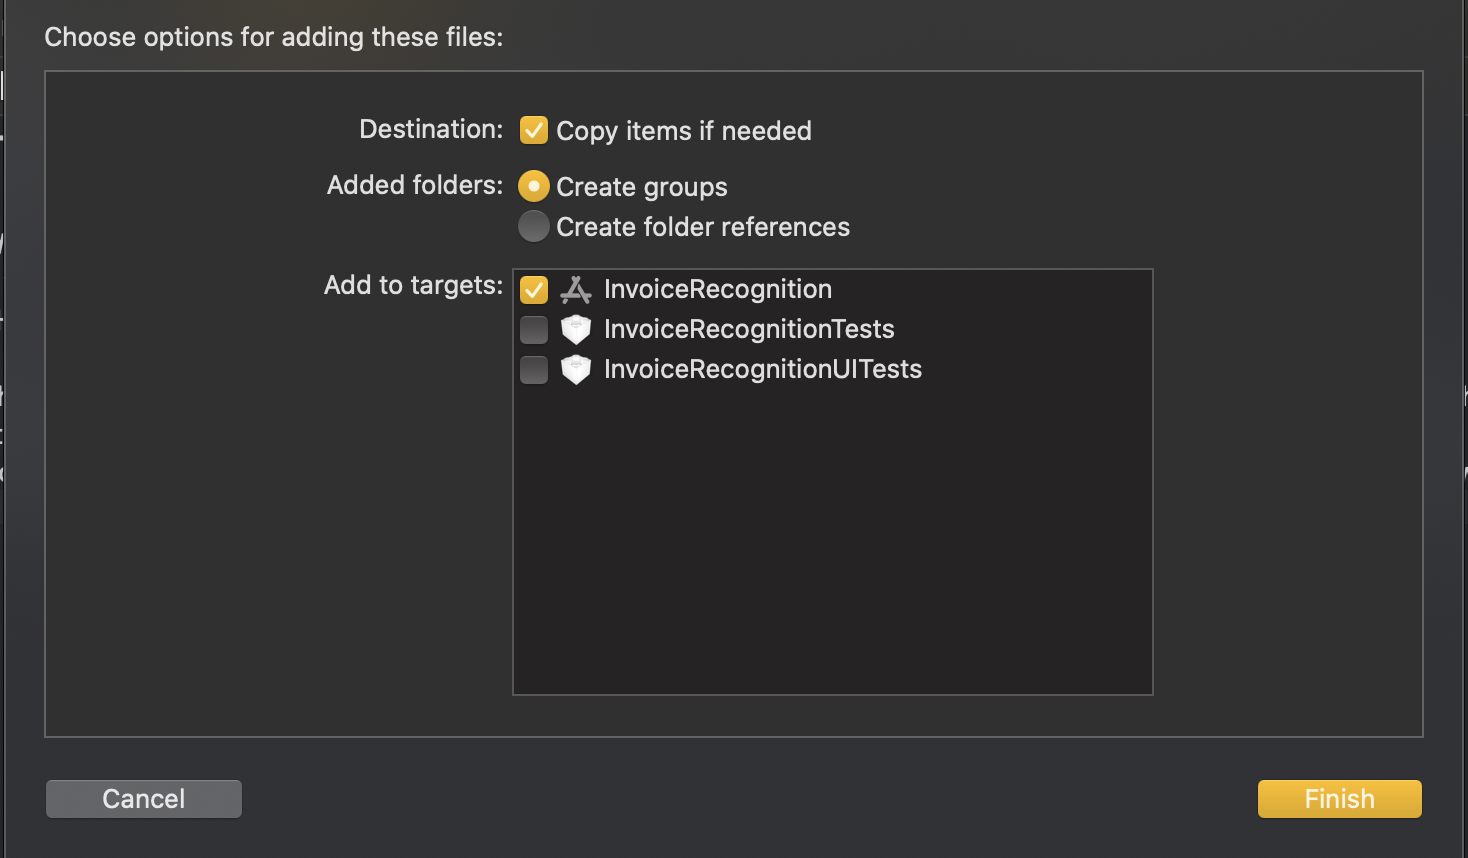 Choose options for adding these files:
Destination: Copy items if needed
Added folders: Create groups
Create folder references
Add to targets: InvoiceRecognition
InvoiceRecognitionTests
InvoiceRecognitionUITests
Cancel Finish